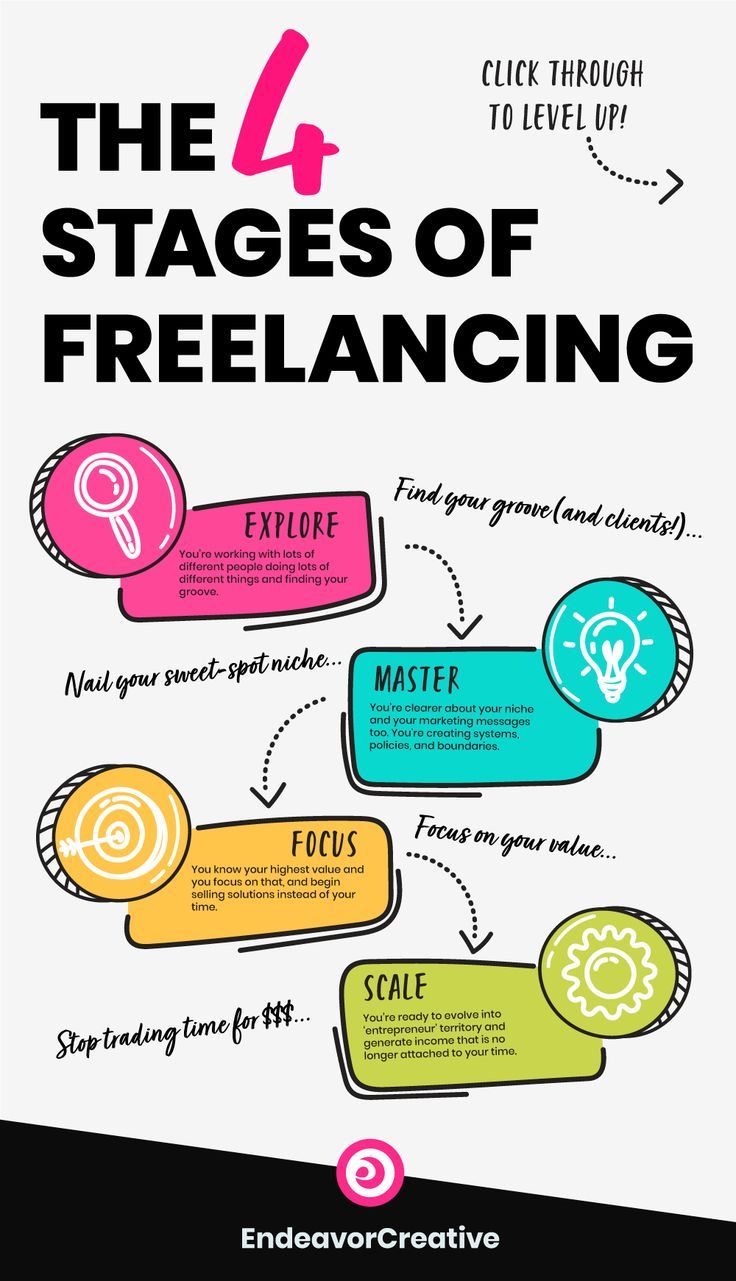 THE 4
STAGES OF
FREELANCING
CLICK THROUGH
TO LEVEL UP!
EXPLORE
You're working with lots of
different people doing lots of
different things and finding your
groove.
Find your groove (and clients!)...
Nail your sweet-spot niche...
MASTER
You're clearer about your niche
and your marketing messages
too. You're creating systems,
policies, and boundaries.
FOCUS
You know your highest value and
you focus on that, and begin
selling solutions instead of your
time.
Focus on your value...
Stop trading time for $$$...
SCALE
You're ready to evolve into
'entrepreneur' territory and
generate income that is no
longer attached to your time.
EndeavorCreative